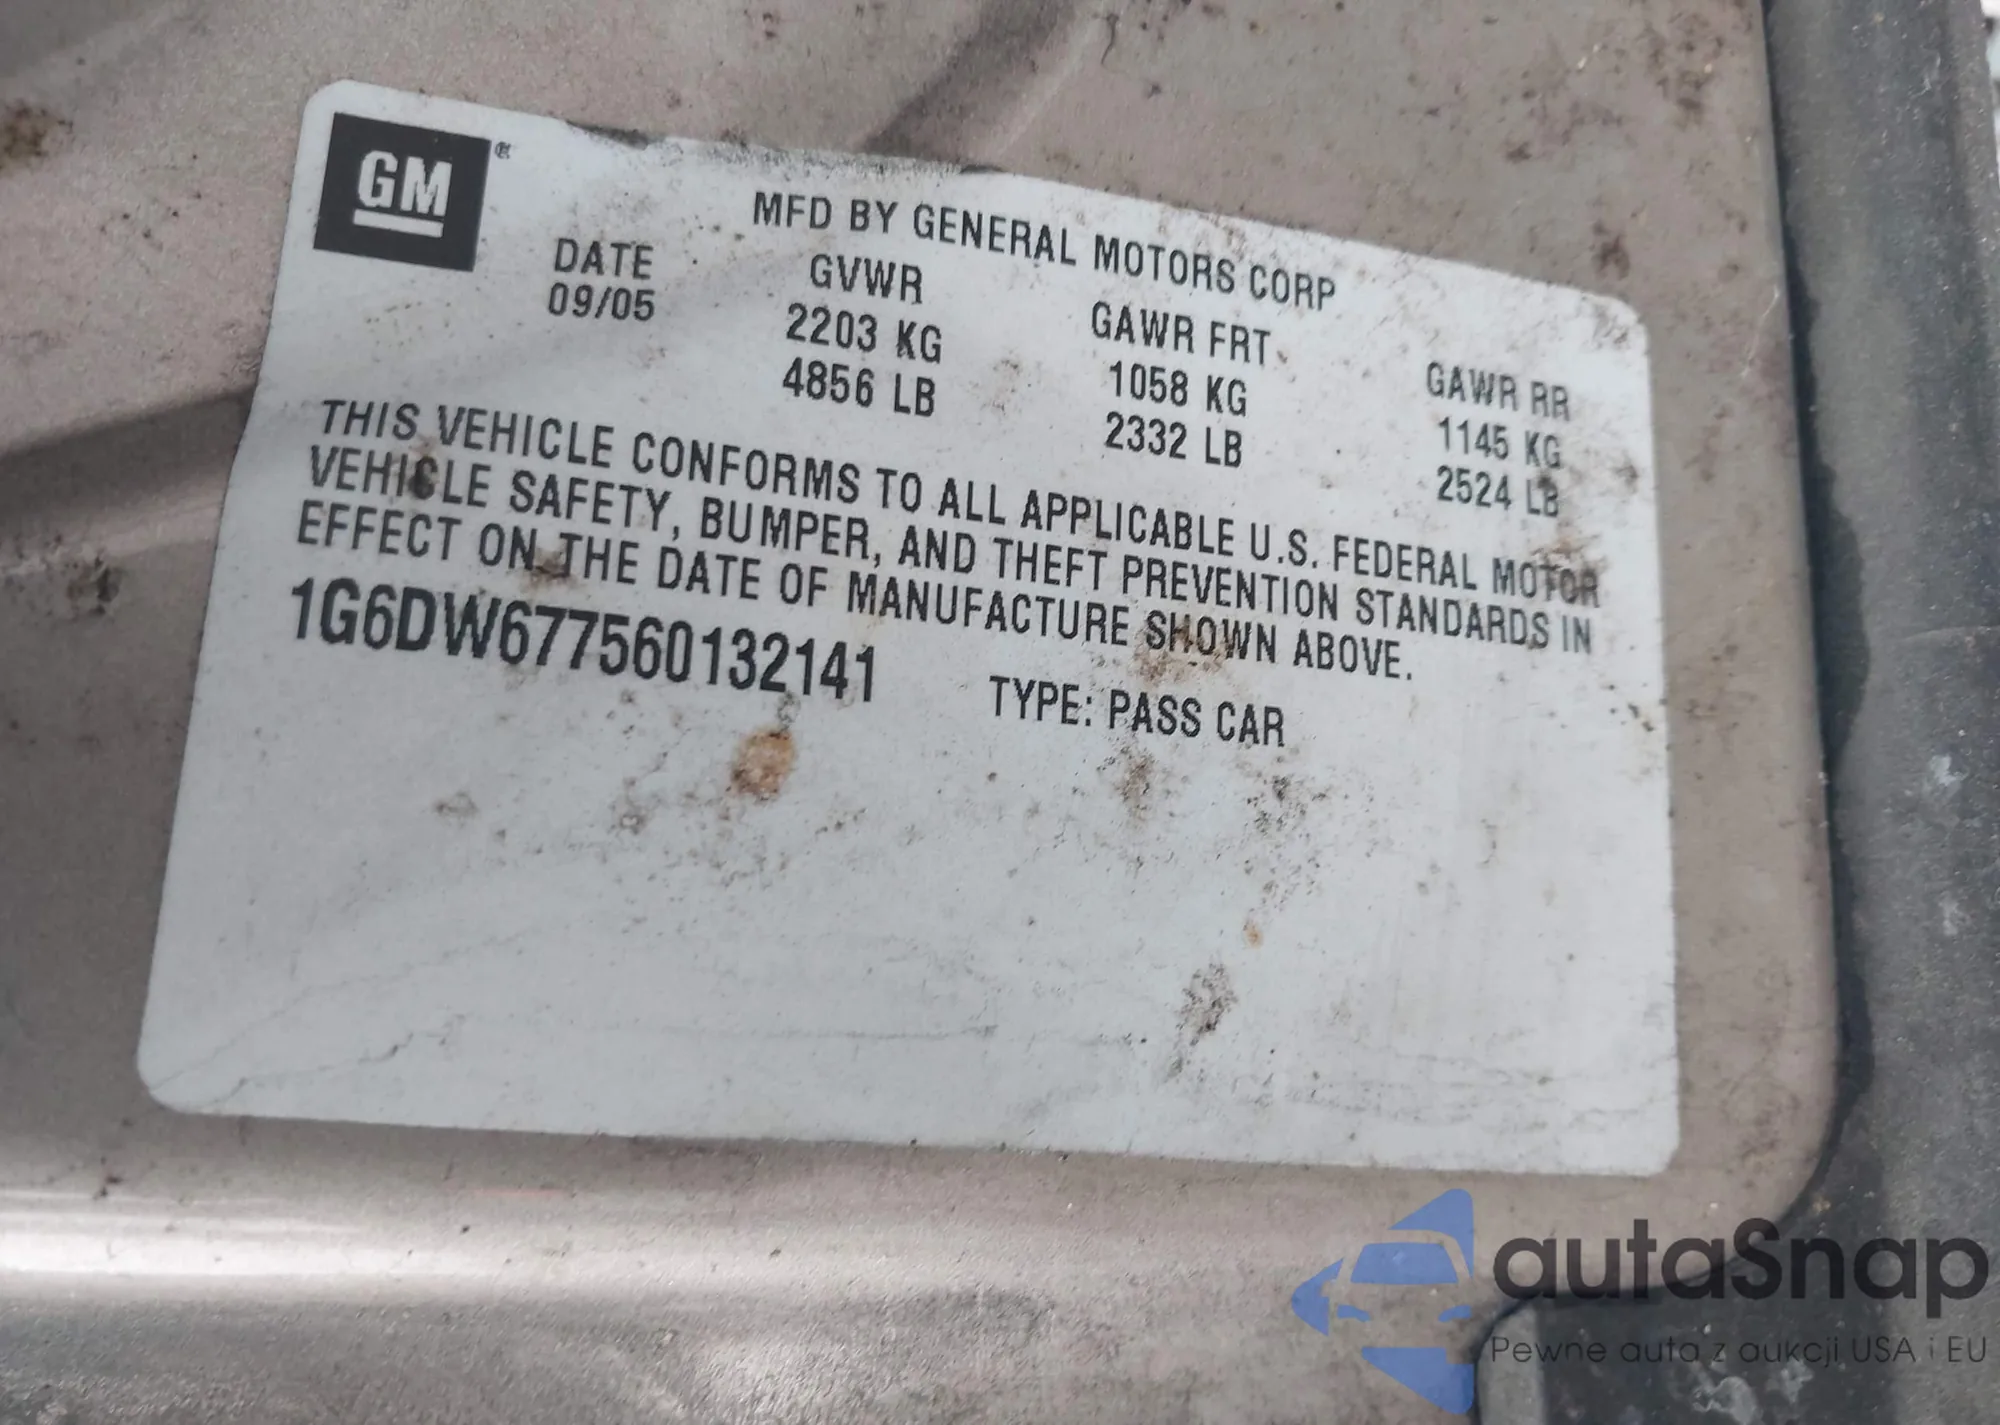 GM®
MFD BY GENERAL MOTORS CORP
DATE GVWR GAWR FRT GAWR RR
09/05 2203 KG 1058 KG 1145 KG
4856 LB 2332 LB 2524 LB
THIS VEHICLE CONFORMS TO ALL APPLICABLE U.S. FEDERAL MOTOR
VEHICLE SAFETY, BUMPER, AND THEFT PREVENTION STANDARDS IN
EFFECT ON THE DATE OF MANUFACTURE SHOWN ABOVE.
1G6DW677560132141 TYPE: PASS CAR
autaSnap
Pewne auta z aukcji USA i EU